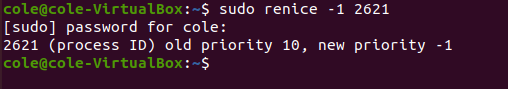 cole@cole-VirtualBox:~$ sudo renice -1 2621
[sudo] password for cole:
2621 (process ID) old priority 10, new priority -1
cole@cole-VirtualBox:~$